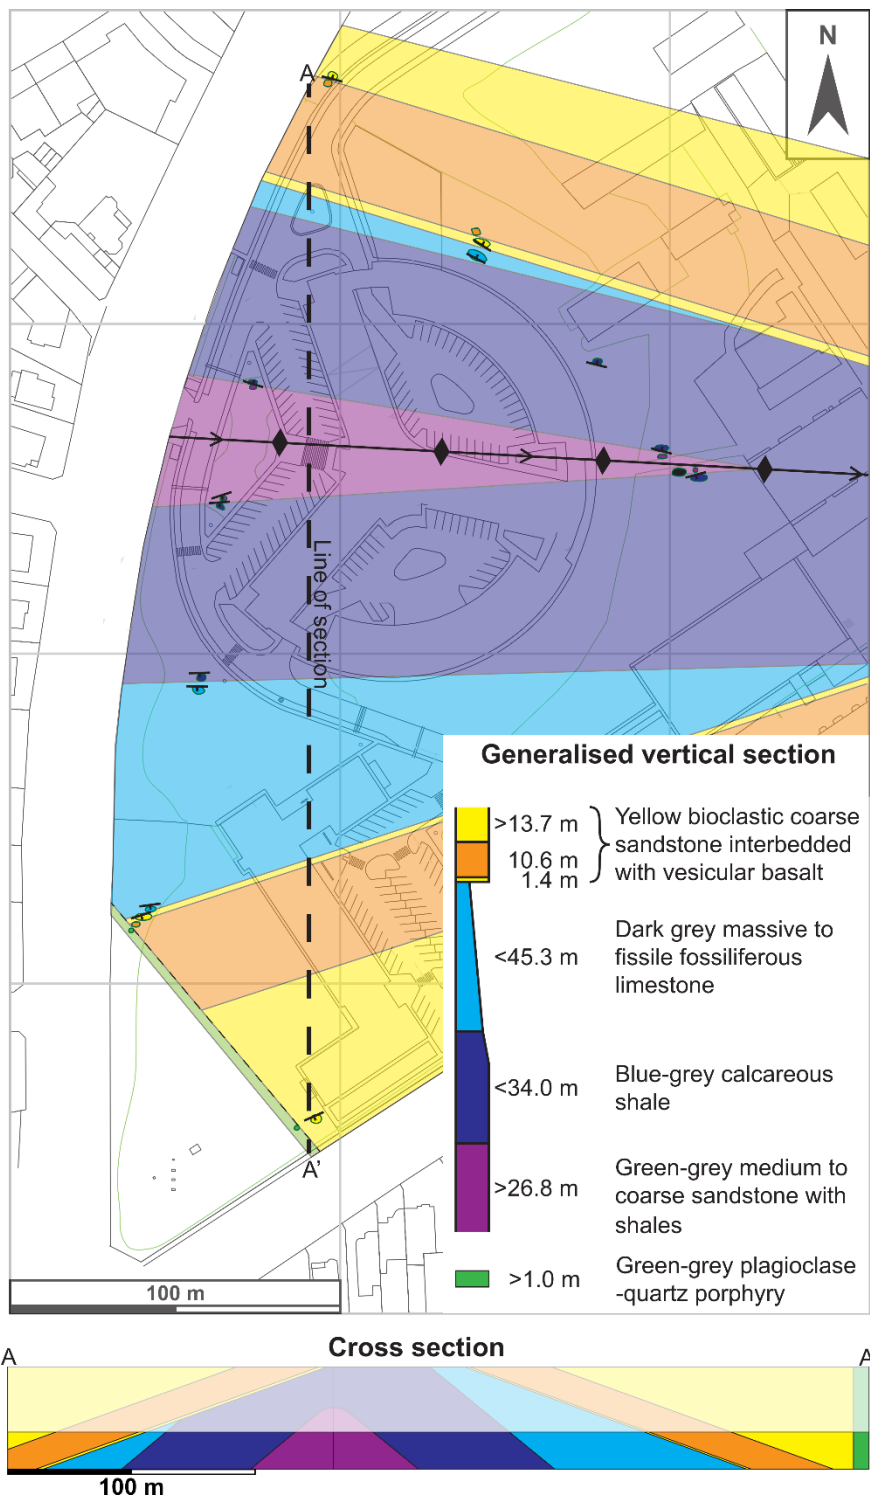 N
A
Line of section
A'
100 m
Generalised vertical section
>13.7 m
10.6 m
1.4 m
Yellow bioclastic coarse
sandstone interbedded
with vesicular basalt
<45.3 m
Dark grey massive to
fissile fossiliferous
limestone
<34.0 m
Blue-grey calcareous
shale
>26.8 m
Green-grey medium to
coarse sandstone with
shales
>1.0 m
Green-grey plagioclase
-quartz porphyry
Cross section
A
A
100 m